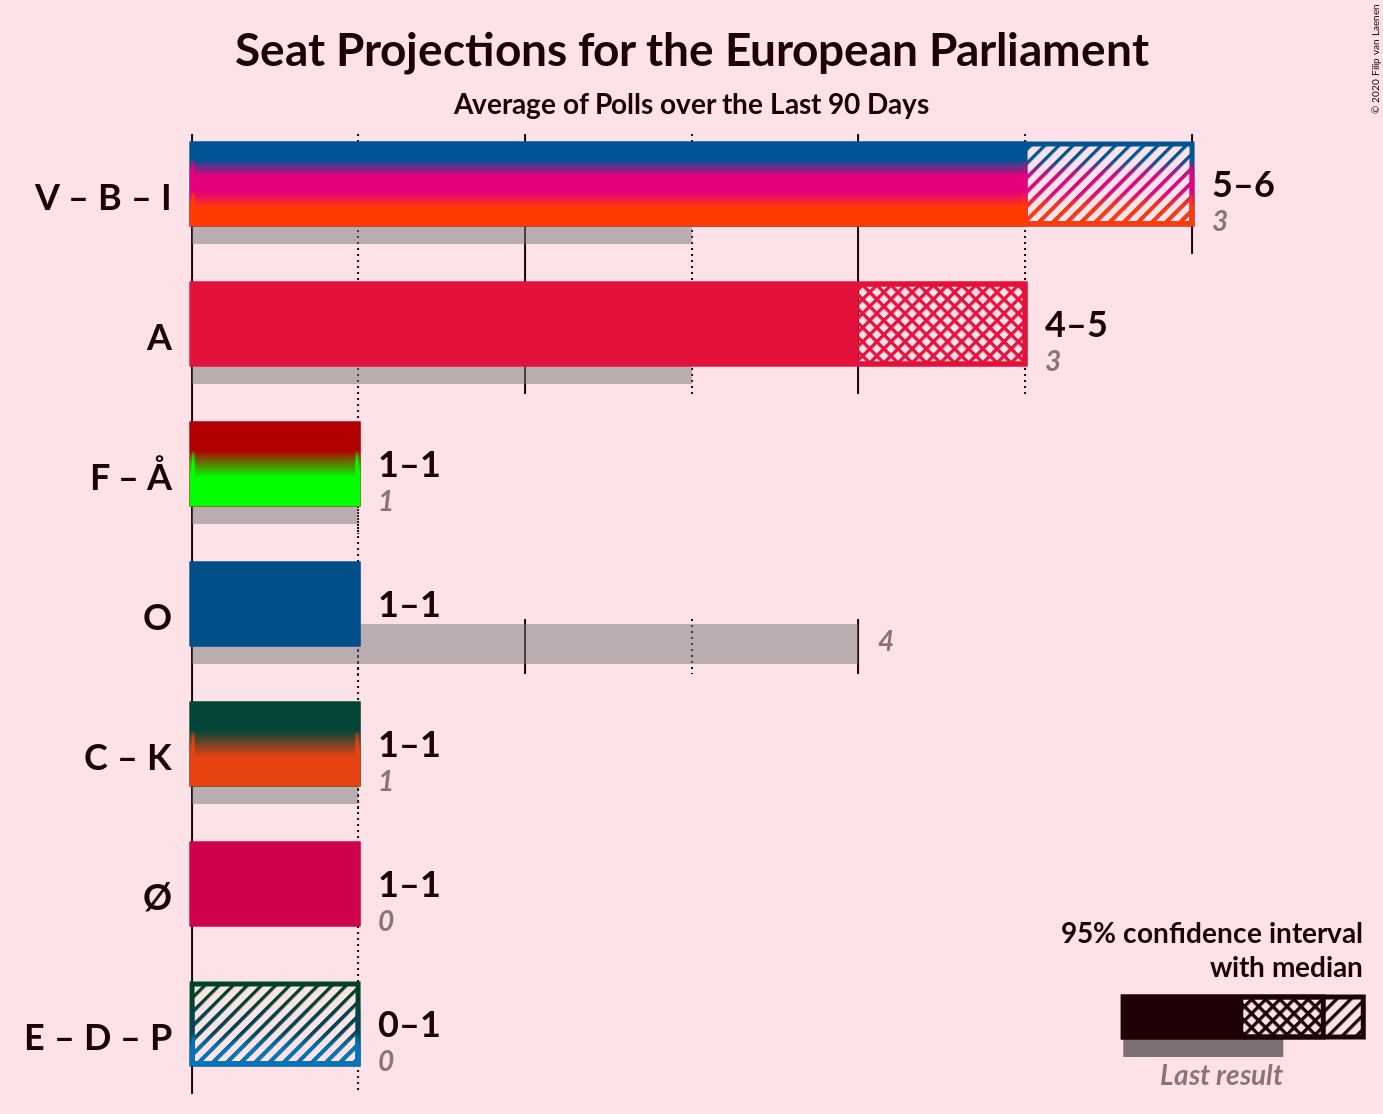 Seat Projections for the European Parliament
Average of Polls over the Last 90 Days
© 2020 Filip van Laenen
V – B – I
5–6
3
A
4–5
3
F – Å
1–1
1
O
1–1
4
C – K
1–1
1
Ø
1–1
0
E – D – P
0–1
0
95% confidence interval
with median
Last result